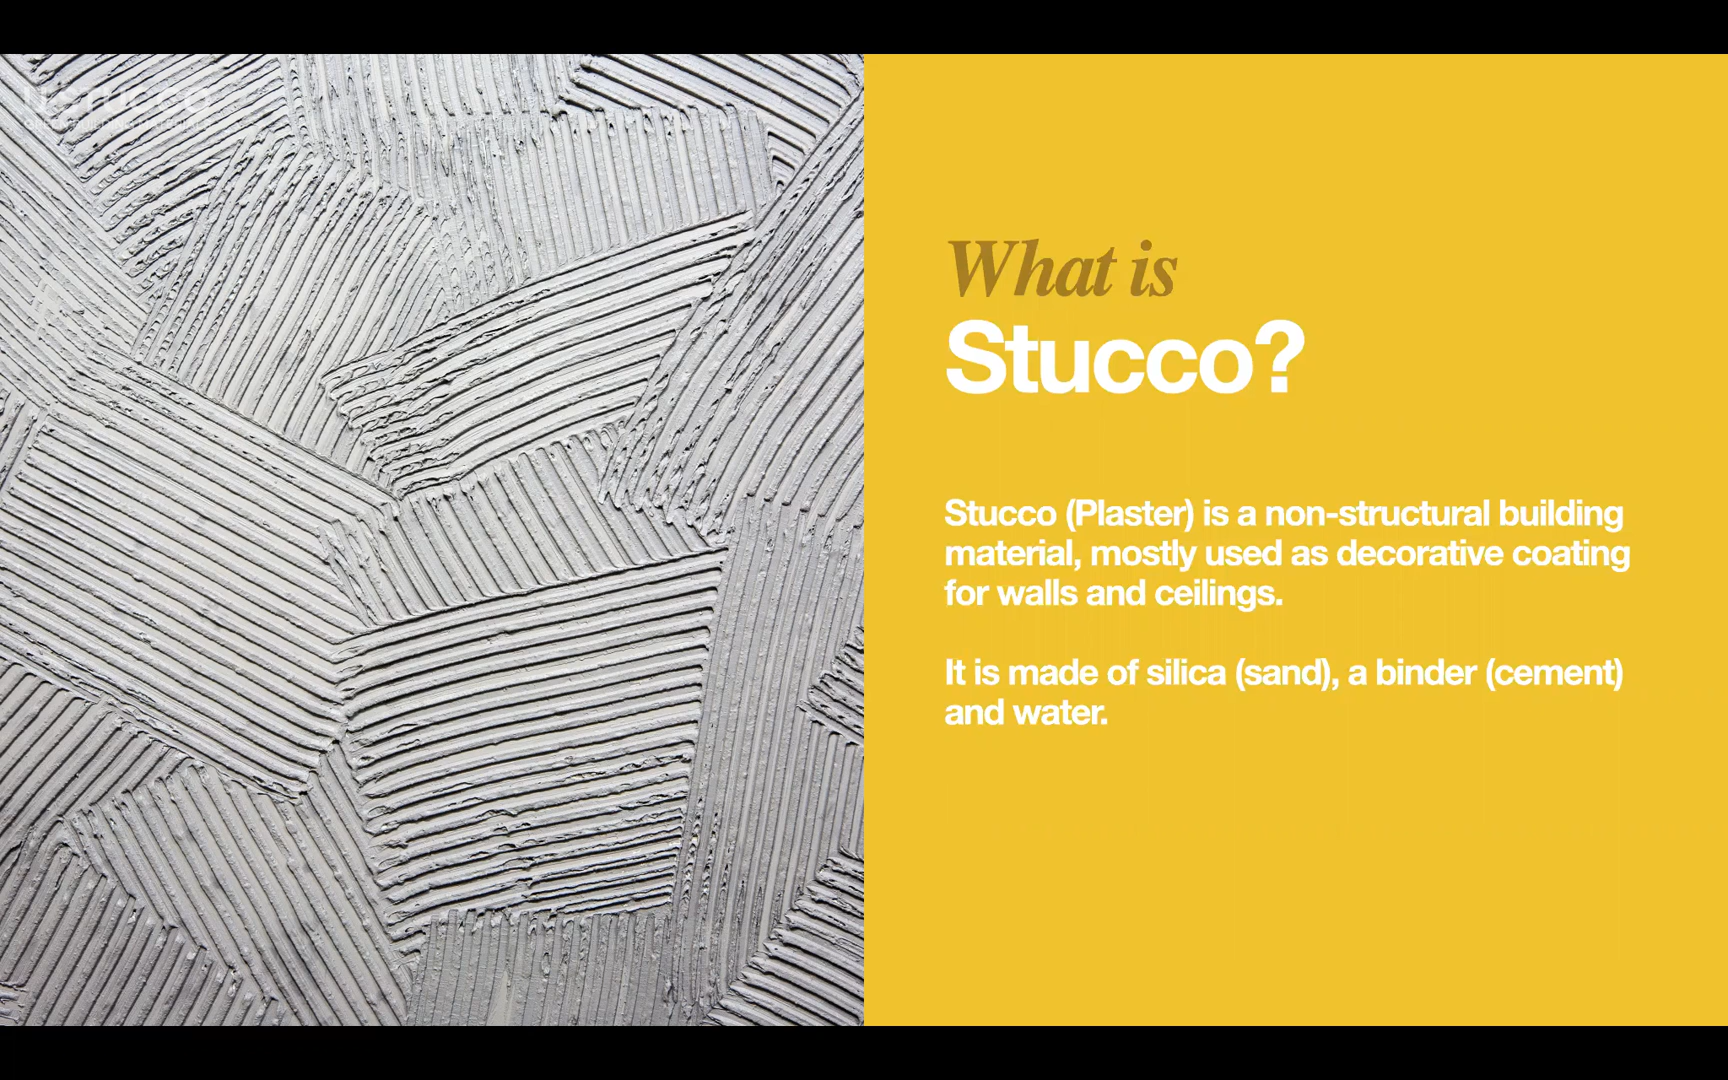 What is
Stucco?
Stucco (Plaster) is a non-structural building
material, mostly used as decorative coating
for walls and ceilings.
It is made of silica (sand), a binder (cement)
and water.